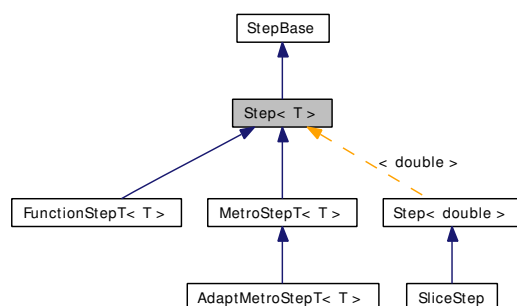 StepBase
Step< T >
< double >
FunctionStepT< T >
MetroStepT< T >
Step< double >
AdaptMetroStepT< T >
SliceStep